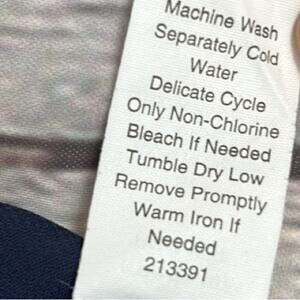 Machine Wash
Separately Cold
Water
Delicate Cycle
Only Non-Chlorine
Bleach If Needed
Tumble Dry Low
Remove Promptly
Warm Iron If
Needed
213391